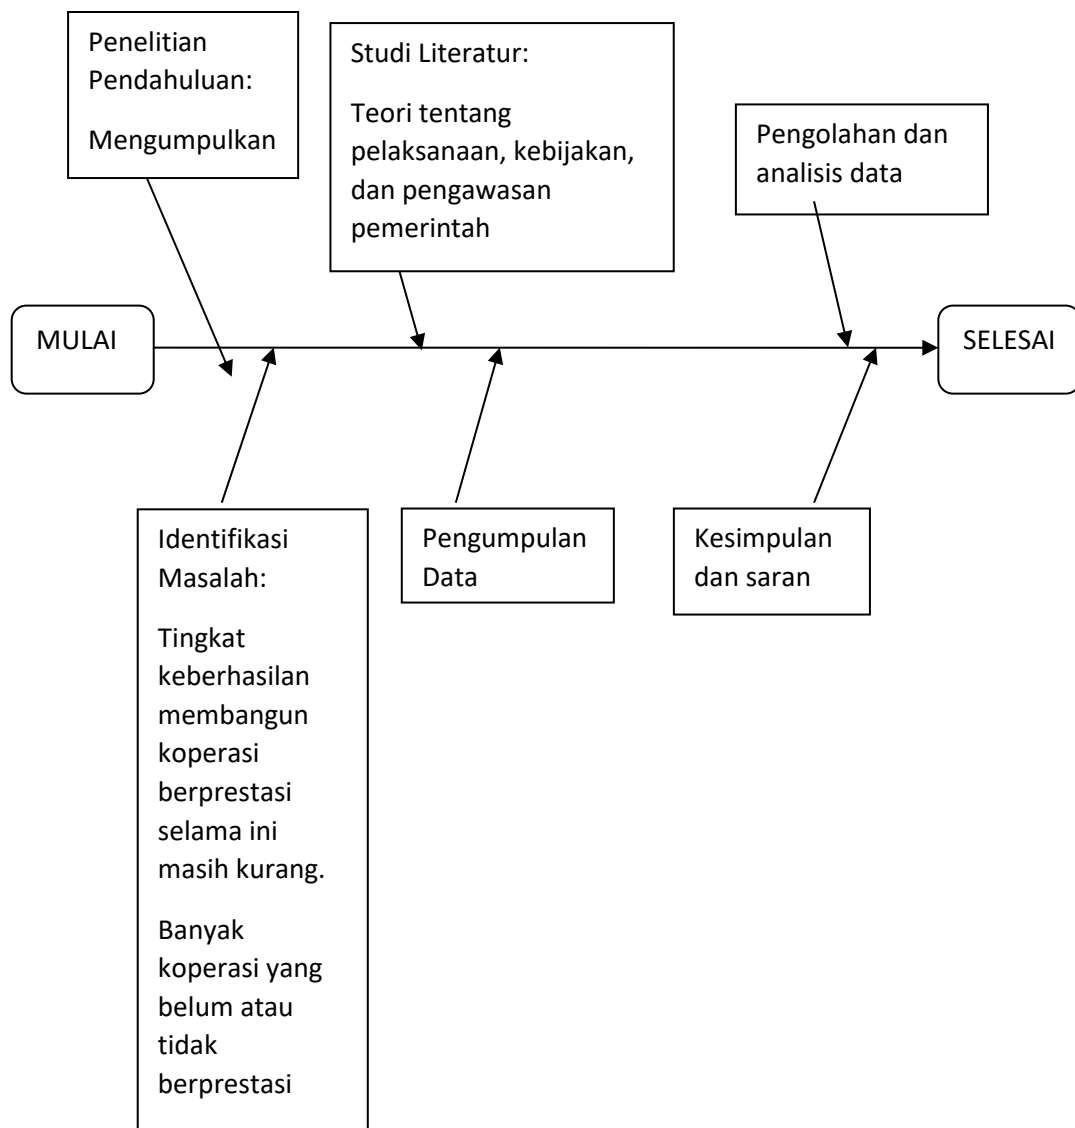 Penelitian
Pendahuluan:
Mengumpulkan
Studi Literatur:
Teori tentang
pelaksanaan, kebijakan,
dan pengawasan
pemerintah
Pengolahan dan
analisis data
MULAI
SELESAI
Identifikasi
Masalah:
Tingkat
keberhasilan
membangun
koperasi
berprestasi
selama ini
masih kurang.
Banyak
koperasi yang
belum atau
tidak
berprestasi
Pengumpulan
Data
Kesimpulan
dan saran